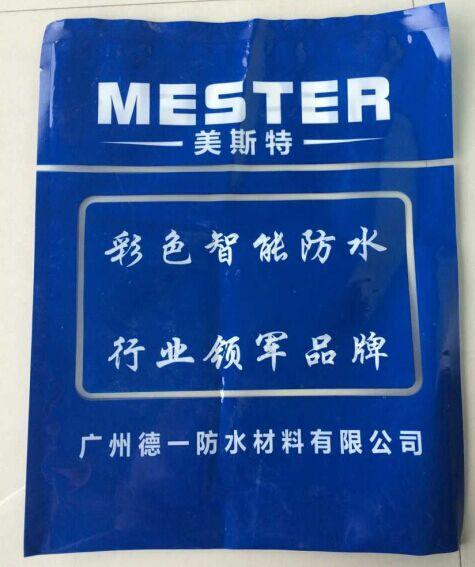 MESTER
美斯特
彩色智能防水
行业领军品牌
广州德一防水材料有限公司